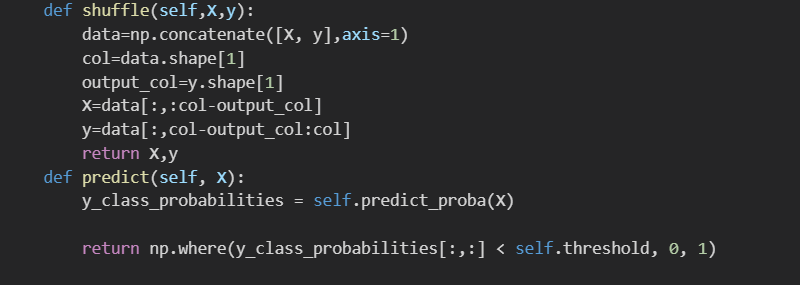 def shuffle(self,X,y):
    data=np.concatenate([X, y],axis=1)
    col=data.shape[1]
    output_col=y.shape[1]
    X=data[:,:col-output_col]
    y=data[:,col-output_col:col]
    return X,y
def predict(self, X):
    y_class_probabilities = self.predict_proba(X)

    return np.where(y_class_probabilities[:,:] < self.threshold, 0, 1)